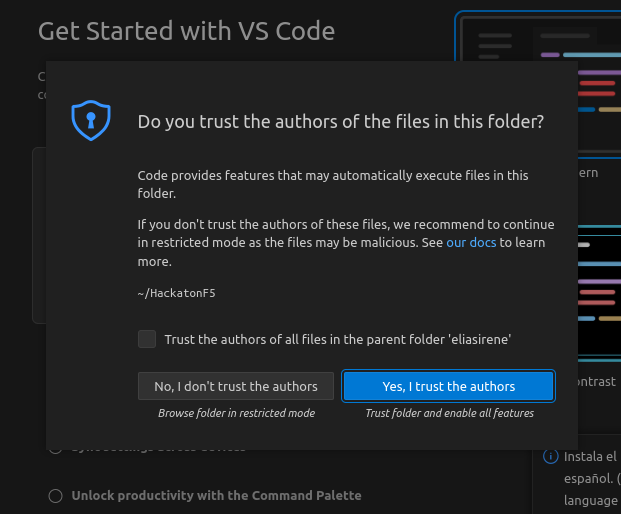 Get Started with VS Code
Do you trust the authors of the files in this folder?
Code provides features that may automatically execute files in this
folder.
If you don't trust the authors of these files, we recommend to continue
in restricted mode as the files may be malicious. See our docs to learn
more.
~/HackatonF5
Trust the authors of all files in the parent folder 'eliasirene'
No, I don't trust the authors
Yes, I trust the authors
Browse folder in restricted mode
Trust folder and enable all features
Unlock productivity with the Command Palette
Instala el
español. (
language